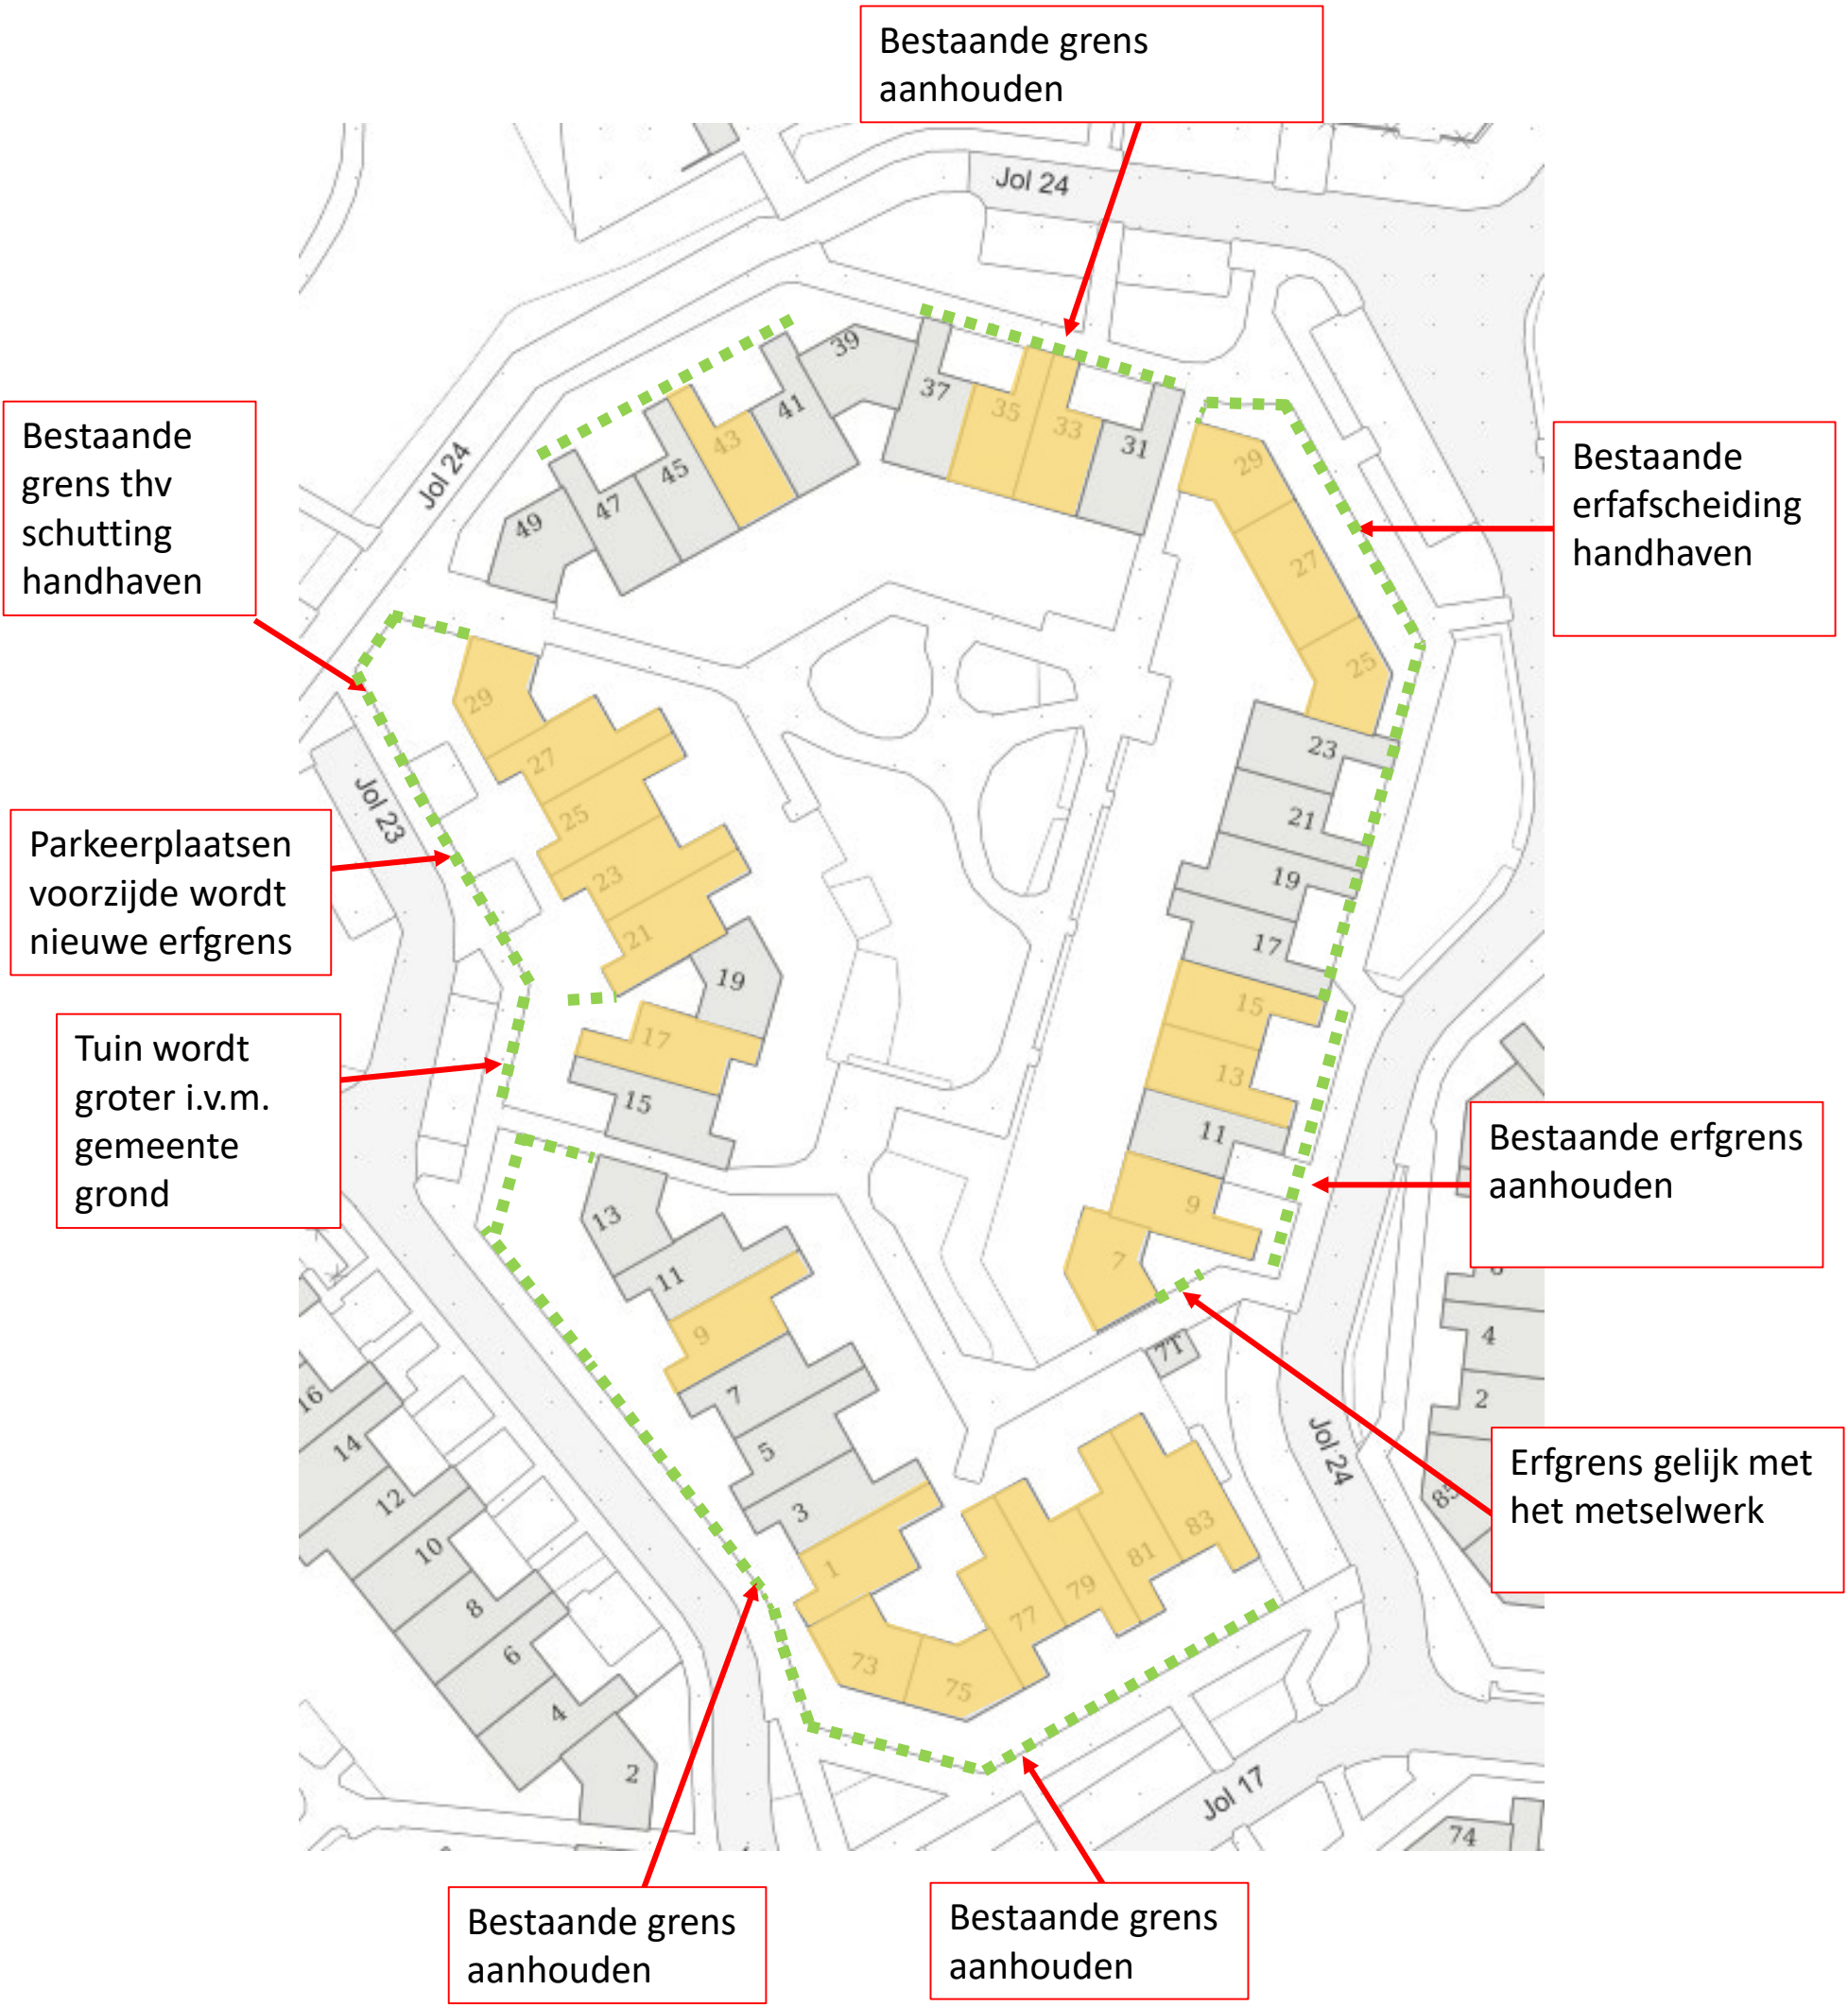 Bestaande grens
aanhouden
Jol 24
Bestaande
grens thv
schutting
handhaven
Jol 24
39
41
43
45
47
49
37
35
33
31
29
27
25
Bestaande
erfafscheiding
handhaven
23
21
19
17
15
13
11
9
7
7T
29
27
25
23
21
19
17
15
Jol 23
Parkeerplaatsen
voorzijde wordt
nieuwe erfgrens
Tuin wordt
groter i.v.m.
gemeente
grond
Bestaande erfgrens
aanhouden
13
11
9
7
5
3
1
73
75
77
79
81
83
16
14
12
10
8
6
4
2
4
2
85
Jol 24
Erfgrens gelijk met
het metselwerk
Jol 17
74
Bestaande grens
aanhouden
Bestaande grens
aanhouden